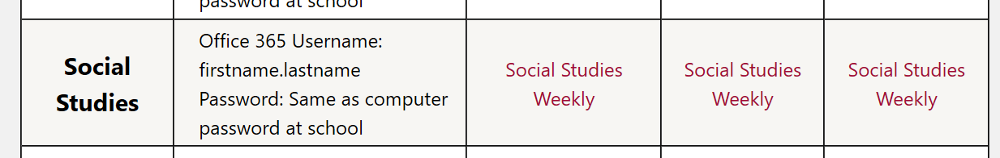 password at school
Social
Studies
Office 365 Username:
firstname.lastname
Password: Same as computer
password at school
Social Studies
Weekly
Social Studies
Weekly
Social Studies
Weekly